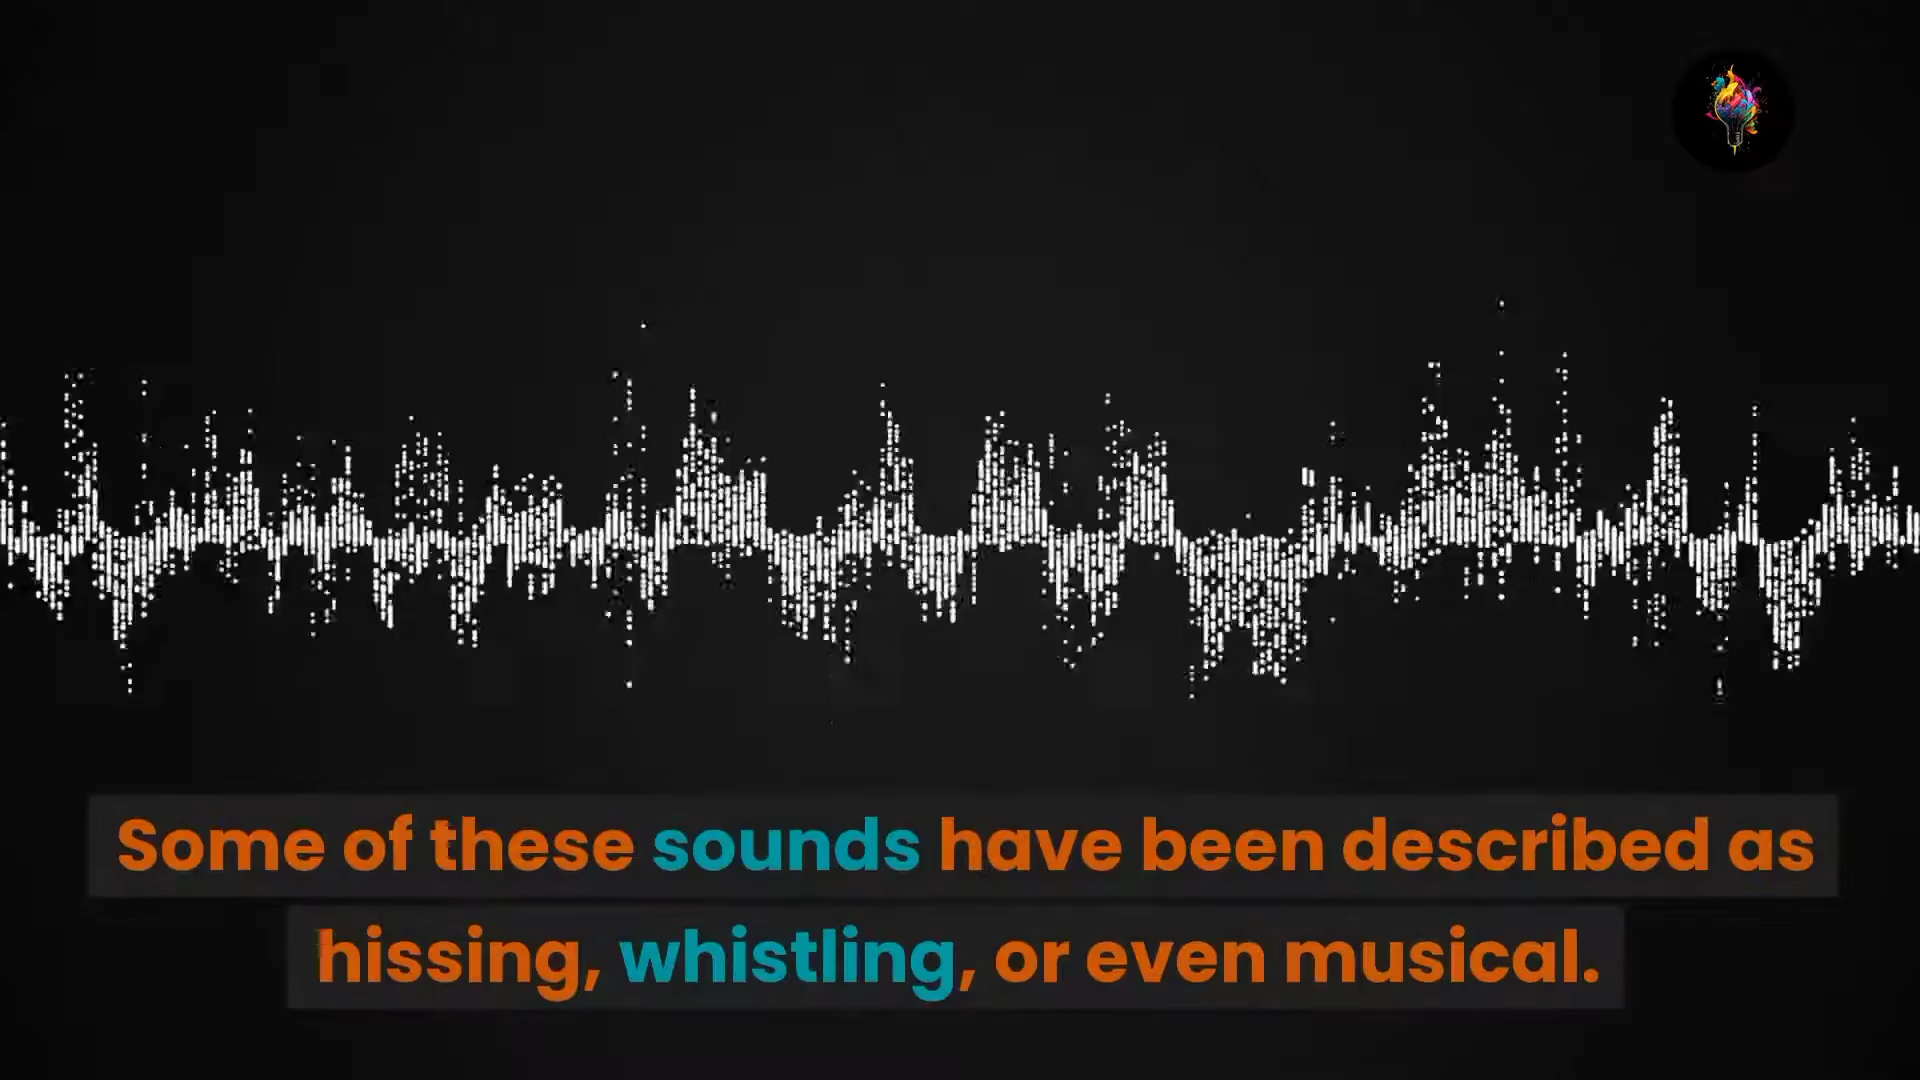 Some of these sounds have been described as
hissing, whistling, or even musical.